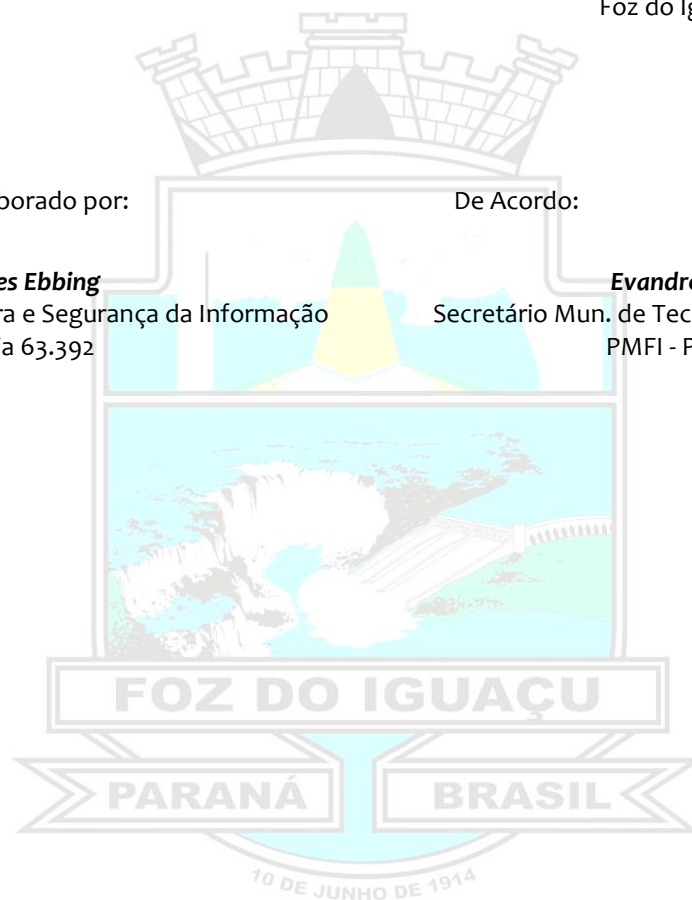 Foz do Ig
borado por:
De Acordo:
es Ebbing
Evandro
ra e Segurança da Informação
Secretário Mun. de Tec
a 63.392
PMFI - P
FOZ DO IGUAÇU
PARANÁ
BRASIL
10 DE JUNHO DE 1914